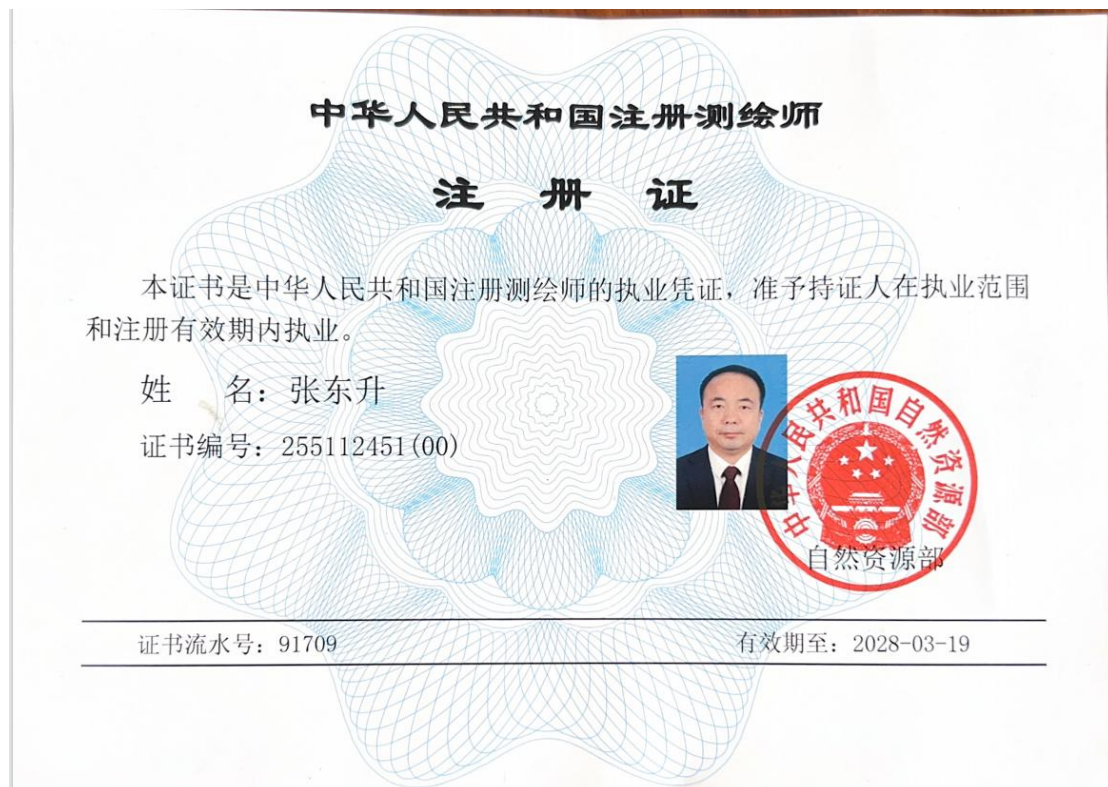 中华人民共和国注册测绘师
注 册 证
本证书是中华人民共和国注册测绘师的执业凭证，准予持证人在执业范围
和注册有效期内执业。
姓 名：张东升
证书编号：255112451(00)
中华人民共和国自然资源部
自然资源部
证书流水号：91709
有效期至：2028-03-19